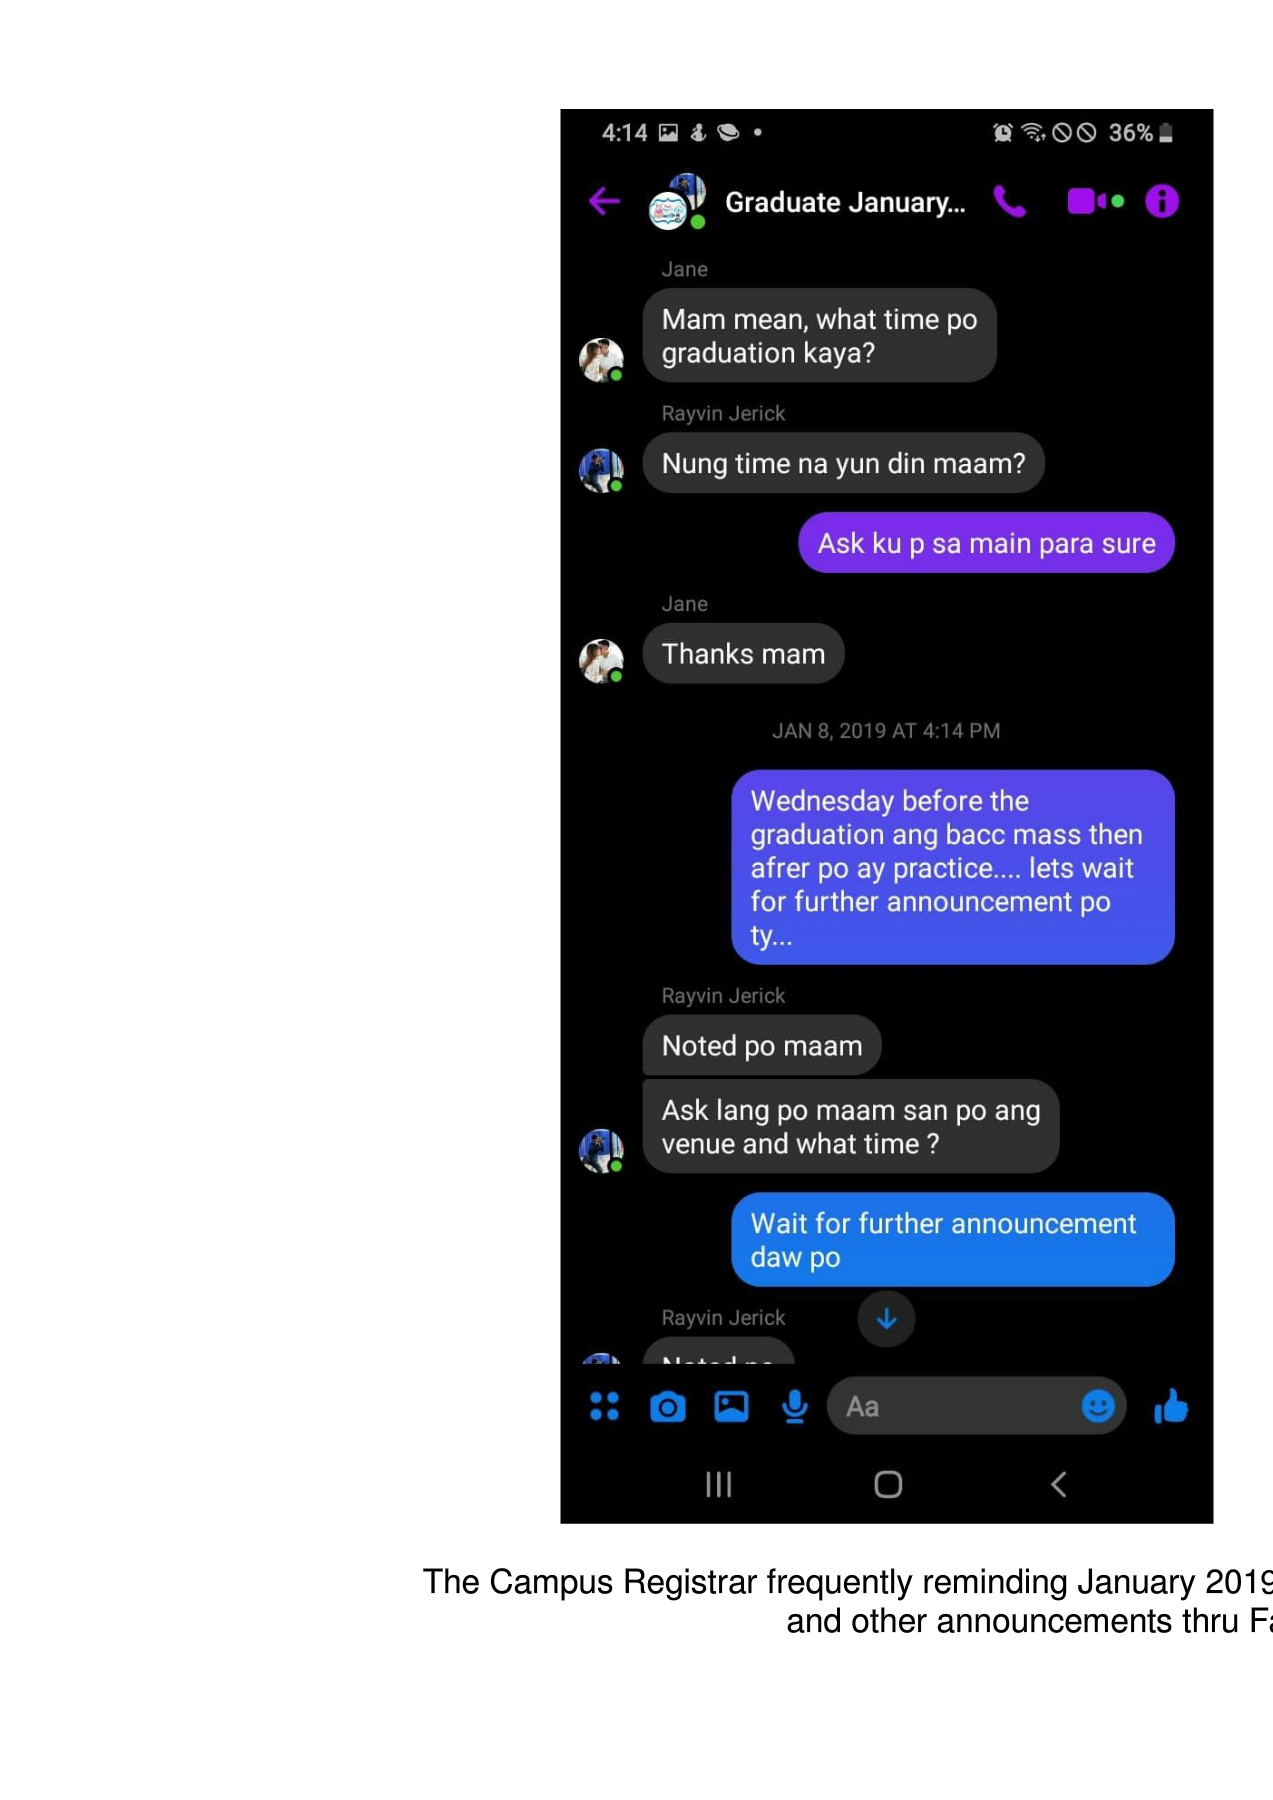 4:14
36%
Graduate January...
Jane
Mam mean, what time po
graduation kaya?
Rayvin Jerick
Nung time na yun din maam?
Ask ku p sa main para sure
Jane
Thanks mam
JAN 8, 2019 AT 4:14 PM
Wednesday before the
graduation ang bacc mass then
afrer po ay practice.... lets wait
for further announcement po
ty...
Rayvin Jerick
Noted po maam
Ask lang po maam san po ang
venue and what time ?
Wait for further announcement
daw po
Rayvin Jerick
Noted po
Aa
The Campus Registrar frequently reminding January 2019
and other announcements thru